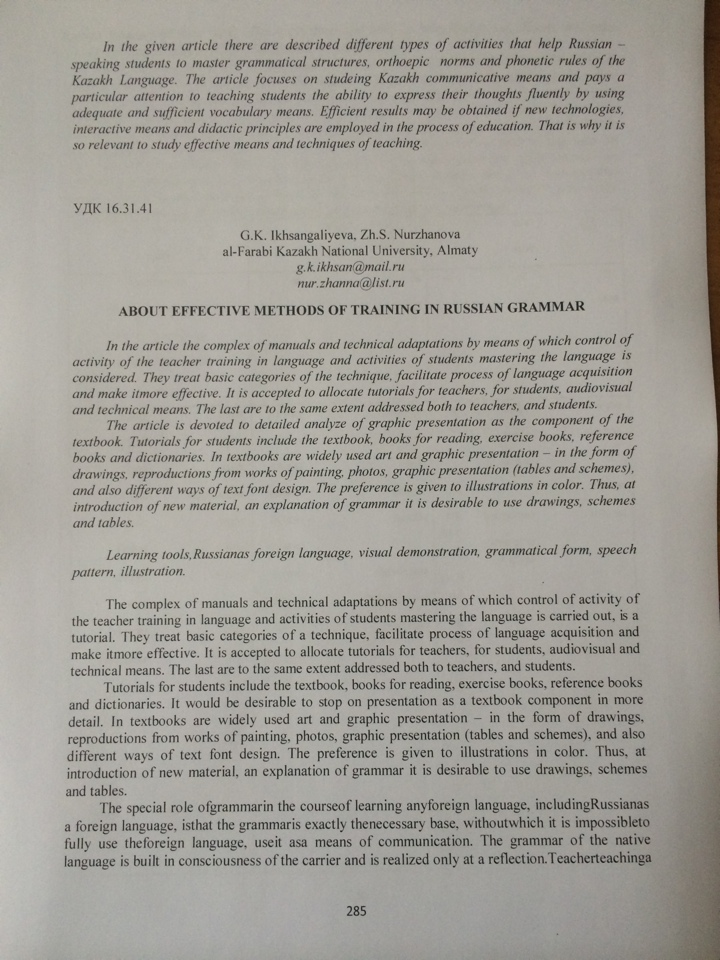 In the given article there are described different types of activities that help Russian –
speaking students to master grammatical structures, orthoepic norms and phonetic rules of the
Kazakh Language. The article focuses on studeing Kazakh communicative means and pays a
particular attention to teaching students the ability to express their thoughts fluently by using
adequate and sufficient vocabulary means. Efficient results may be obtained if new technologies,
interactive means and didactic principles are employed in the process of education. That is why it is
so relevant to study effective means and techniques of teaching.
УДК 16.31.41
G.K. Ikhsangaliyeva, Zh.S. Nurzhanova
al-Farabi Kazakh National University, Almaty
g.k.ikhsan@mail.ru
nur.zhanna@list.ru
ABOUT EFFECTIVE METHODS OF TRAINING IN RUSSIAN GRAMMAR
In the article the complex of manuals and technical adaptations by means of which control of
activity of the teacher training in language and activities of students mastering the language is
considered. They treat basic categories of the technique, facilitate process of language acquisition
and make itmore effective. It is accepted to allocate tutorials for teachers, for students, audiovisual
and technical means. The last are to the same extent addressed both to teachers, and students.
The article is devoted to detailed analyze of graphic presentation as the component of the
textbook. Tutorials for students include the textbook, books for reading, exercise books, reference
books and dictionaries. In textbooks are widely used art and graphic presentation – in the form of
drawings, reproductions from works of painting, photos, graphic presentation (tables and schemes),
and also different ways of text font design. The preference is given to illustrations in color. Thus, at
introduction of new material, an explanation of grammar it is desirable to use drawings, schemes
and tables.
Learning tools,Russianas foreign language, visual demonstration, grammatical form, speech
pattern, illustration.
The complex of manuals and technical adaptations by means of which control of activity of
the teacher training in language and activities of students mastering the language is carried out, is a
tutorial. They treat basic categories of a technique, facilitate process of language acquisition and
make itmore effective. It is accepted to allocate tutorials for teachers, for students, audiovisual and
technical means. The last are to the same extent addressed both to teachers, and students.
Tutorials for students include the textbook, books for reading, exercise books, reference books
and dictionaries. It would be desirable to stop on presentation as a textbook component in more
detail. In textbooks are widely used art and graphic presentation – in the form of drawings,
reproductions from works of painting, photos, graphic presentation (tables and schemes), and also
different ways of text font design. The preference is given to illustrations in color. Thus, at
introduction of new material, an explanation of grammar it is desirable to use drawings, schemes
and tables.
The special role ofgrammarin the courseof learning anyforeign language, includingRussianas
a foreign language, isthat the grammaris exactly thenecessary base, withoutwhich it is impossibleto
fully use theforeign language, useit asa means of communication. The grammar of the native
language is built in consciousness of the carrier and is realized only at a reflection.Teacherteachinga
285